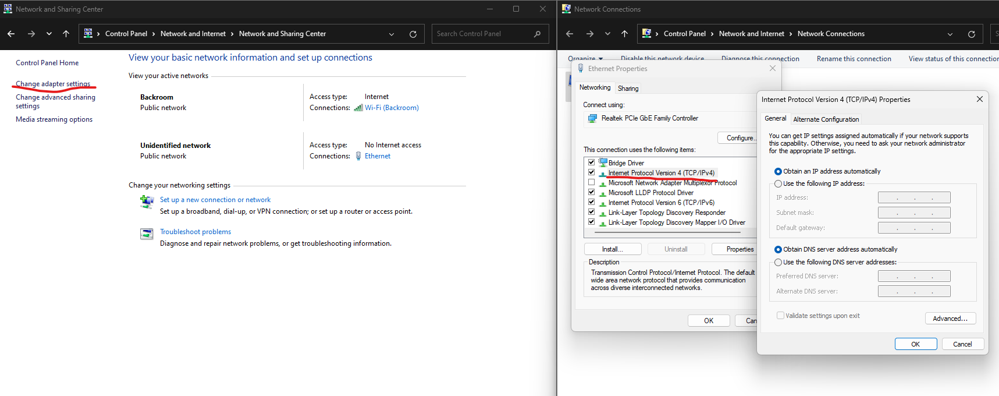 Network and Sharing Center
Control Panel
Network and Internet
Network and Sharing Center
Search Control Panel
Control Panel Home
Change adapter settings
Change advanced sharing
settings
Media streaming options
View your basic network information and set up connections
View your active networks
Backroom
Public network
Access type: Internet
Connections: Wi-Fi (Backroom)
Unidentified network
Public network
Access type: No Internet access
Connections: Ethernet
Change your networking settings
Set up a new connection or network
Set up a broadband, dial-up, or VPN connection; or set up a router or access point.
Troubleshoot problems
Diagnose and repair network problems, or get troubleshooting information.
Network Connections
Control Panel
Network and Internet
Network Connections
Organize
Disable this network device
Diagnose this connection
Rename this connection
View status of this connection
Ethernet Properties
Networking
Sharing
Connect using:
Realtek PCIe GbE Family Controller
Configure..
This connection uses the following items:
Bridge Driver
Internet Protocol Version 4 (TCP/IPv4)
Microsoft Network Adapter Multiplexor Protocol
Microsoft LLDP Protocol Driver
Internet Protocol Version 6 (TCP/IPv6)
Link-Layer Topology Discovery Responder
Link-Layer Topology Discovery Mapper I/O Driver
Install...
Uninstall
Properties
Description
Transmission Control Protocol/Internet Protocol. The default
wide area network protocol that provides communication
across diverse interconnected networks.
OK
Can
Internet Protocol Version 4 (TCP/IPv4) Properties
General
Alternate Configuration
You can get IP settings assigned automatically if your network supports
this capability. Otherwise, you need to ask your network administrator
for the appropriate IP settings.
Obtain an IP address automatically
Use the following IP address:
IP address:
Subnet mask:
Default gateway:
Obtain DNS server address automatically
Use the following DNS server addresses:
Preferred DNS server:
Alternate DNS server:
Validate settings upon exit
Advanced...
OK
Cancel